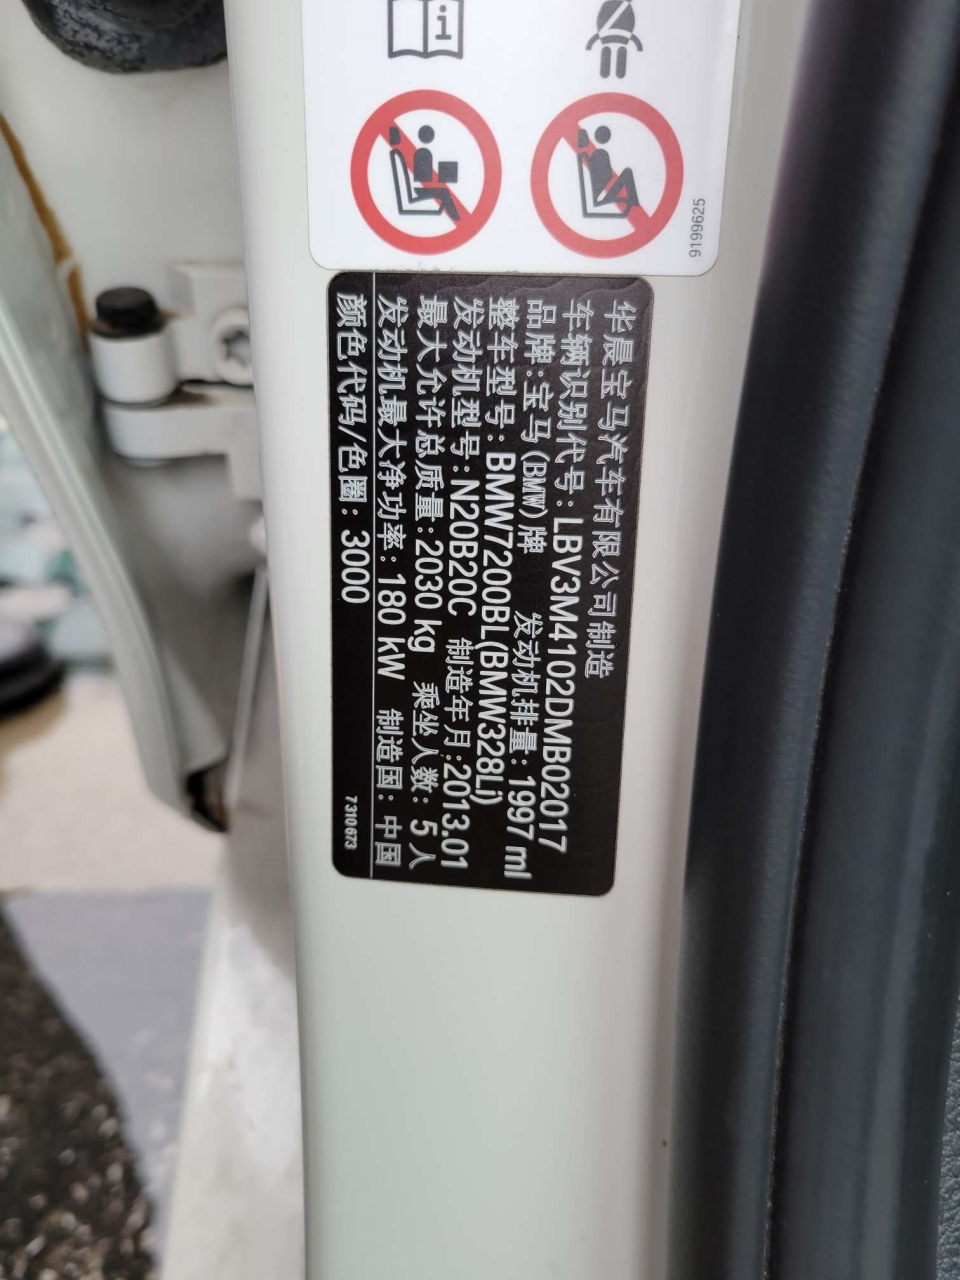 9199625
华晨宝马汽车有限公司制造
车辆识别代号:LBV3M4102DMB02017
品牌:宝马(BMW)牌 发动机排量:1997 ml
整车型号:BMW7200BL(BMW328Li)
发动机型号:N20B20C 制造年月:2013.01
最大允许总质量:2030 kg 乘坐人数:5人
发动机最大净功率:180 kW 制造国:中国
颜色代码/色圈:3000
7 310 673